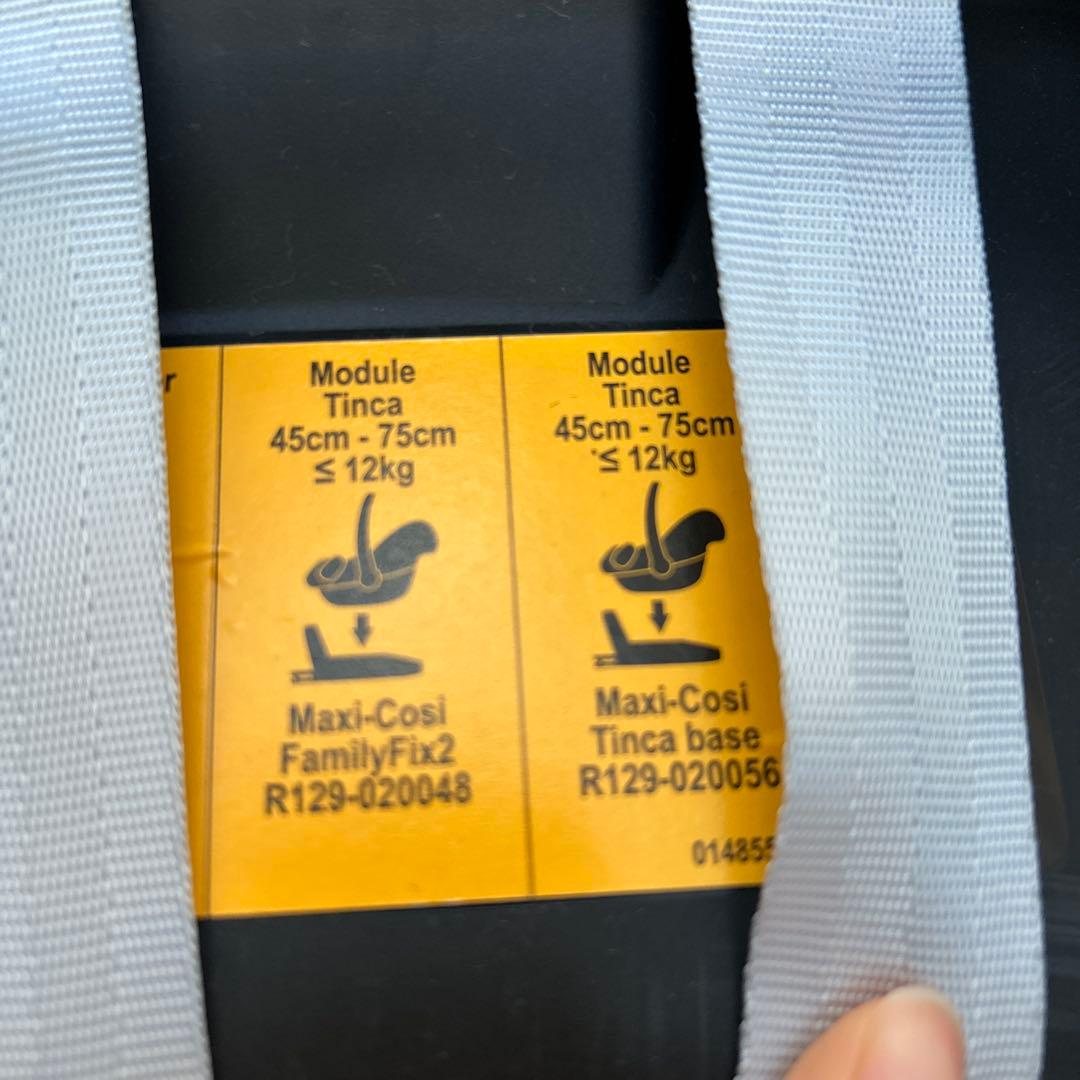 Module
Tinca
45cm - 75cm
≤ 12kg
Maxi-Cosi
FamilyFix2
R129-020048
Module
Tinca
45cm - 75cm
≤ 12kg
Maxi-Cosi
Tinca base
R129-020056